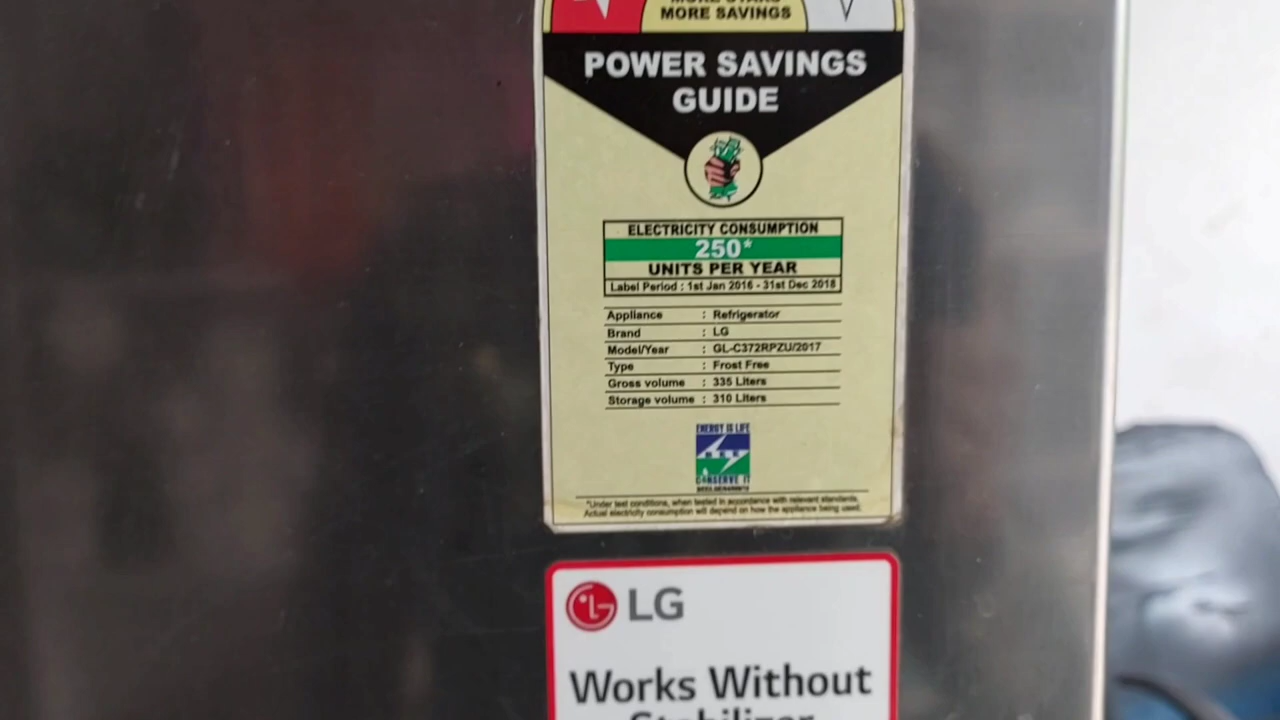 MORE STARS
MORE SAVINGS
POWER SAVINGS
GUIDE
ELECTRICITY CONSUMPTION
250*
UNITS PER YEAR
Label Period : 1st Jan 2016 - 31st Dec 2018
Appliance : Refrigerator
Brand : LG
Model/Year : GL-C372RPZU/2017
Type : Frost Free
Gross volume : 335 Liters
Storage volume : 310 Liters
ENERGY IS LIFE
CONSERVE IT
*Under test conditions, when tested in accordance with relevant standards.
Actual electricity consumption will depend on how the appliance being used.
LG
Works Without
Stabilizer